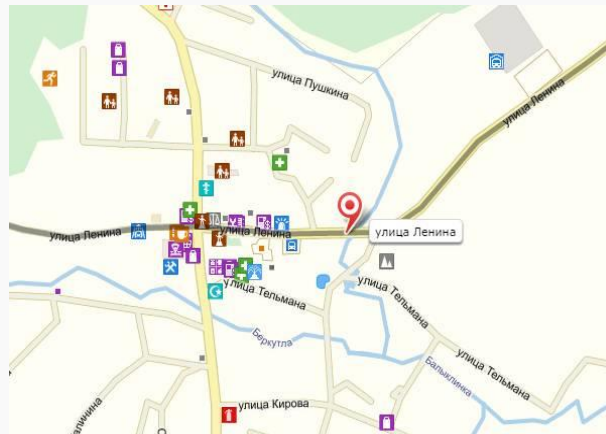 улица Пушкина
улица Ленина
улица Ленина
улица Ленина
улица Ленина
улица Тельмана
Беркутла
улица Тельмана
Балыклинка
улица Тельмана
улица Кирова